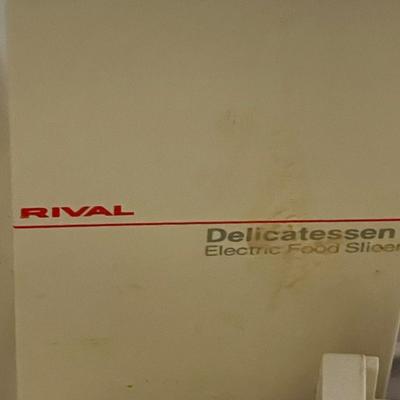 RIVAL
Delicatessen
Electric Food Slicer